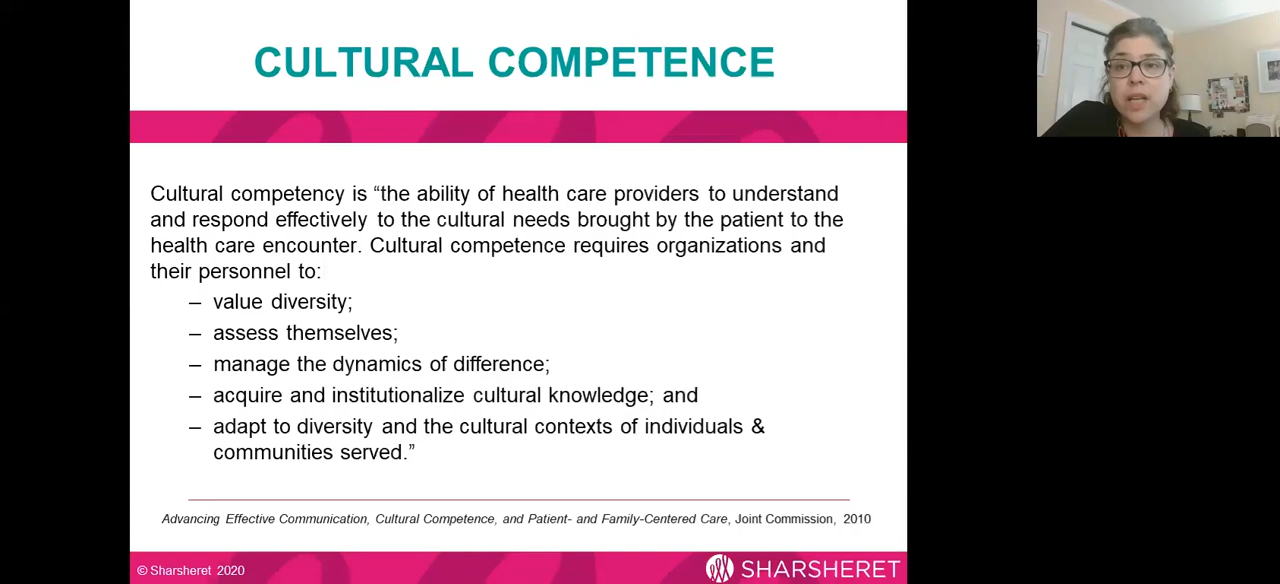 CULTURAL COMPETENCE
Cultural competency is “the ability of health care providers to understand
and respond effectively to the cultural needs brought by the patient to the
health care encounter. Cultural competence requires organizations and
their personnel to:
– value diversity;
– assess themselves;
– manage the dynamics of difference;
– acquire and institutionalize cultural knowledge; and
– adapt to diversity and the cultural contexts of individuals &
communities served.”
Advancing Effective Communication, Cultural Competence, and Patient- and Family-Centered Care, Joint Commission, 2010
© Sharsheret 2020
SHARSHERET